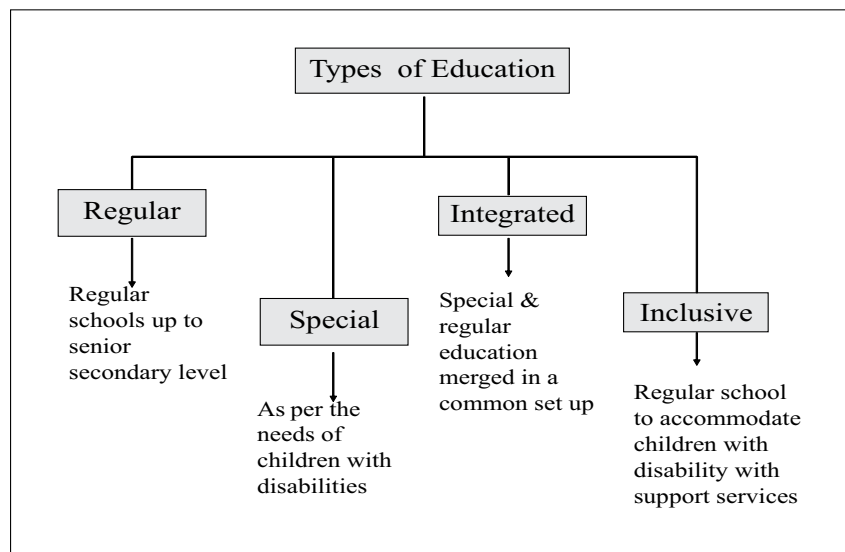 Types of Education
Regular
Regular
schools up to
senior
secondary level
Special
As per the
needs of
children with
disabilities
Integrated
Special &
regular
education
merged in a
common set up
Inclusive
Regular school
to accommodate
children with
disability with
support services